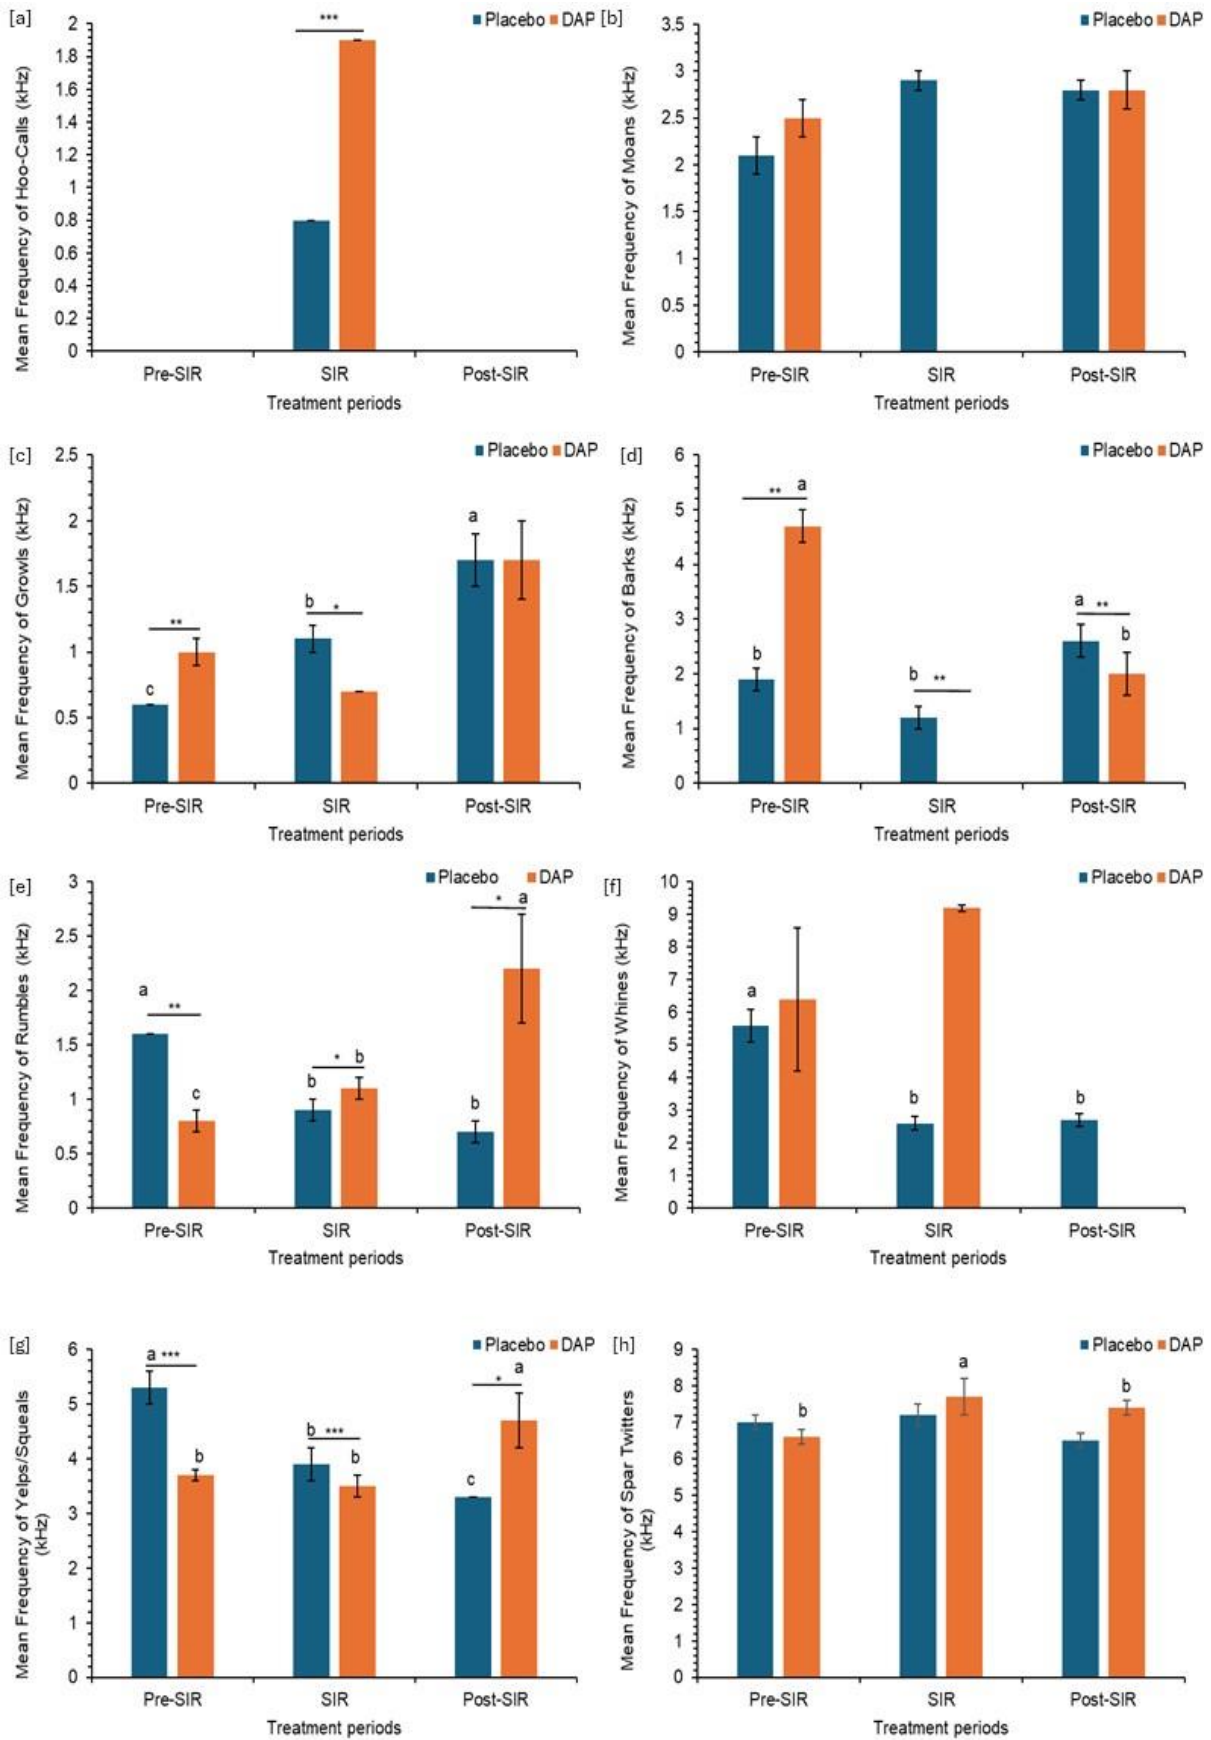 [a]
Placebo DAP
Mean Frequency of Hoo-Calls (kHz)
2
1.8
1.6
1.4
1.2
1
0.8
0.6
0.4
0.2
0
***
Pre-SIR SIR Post-SIR
Treatment periods
[b]
Placebo DAP
Mean Frequency of Moans (kHz)
3.5
3
2.5
2
1.5
1
0.5
0
Pre-SIR SIR Post-SIR
Treatment periods
[c]
Placebo DAP
Mean Frequency of Growls (kHz)
2.5
2
1.5
1
0.5
0
c ** b * a
Pre-SIR SIR Post-SIR
Treatment periods
[d]
Placebo DAP
Mean Frequency of Barks (kHz)
6
5
4
3
2
1
0
b ** a b ** a ** b
Pre-SIR SIR Post-SIR
Treatment periods
[e]
Placebo DAP
Mean Frequency of Rumbles (kHz)
3
2.5
2
1.5
1
0.5
0
a ** c b * b b * a
Pre-SIR SIR Post-SIR
Treatment periods
[f]
Placebo DAP
Mean Frequency of Whines (kHz)
10
9
8
7
6
5
4
3
2
1
0
a b b
Pre-SIR SIR Post-SIR
Treatment periods
[g]
Placebo DAP
Mean Frequency of Yelps/Squeals
(kHz)
6
5
4
3
2
1
0
a *** b b *** b c * a
Pre-SIR SIR Post-SIR
Treatment periods
[h]
Placebo DAP
Mean Frequency of Spar Twitters
(kHz)
9
8
7
6
5
4
3
2
1
0
b a b
Pre-SIR SIR Post-SIR
Treatment periods